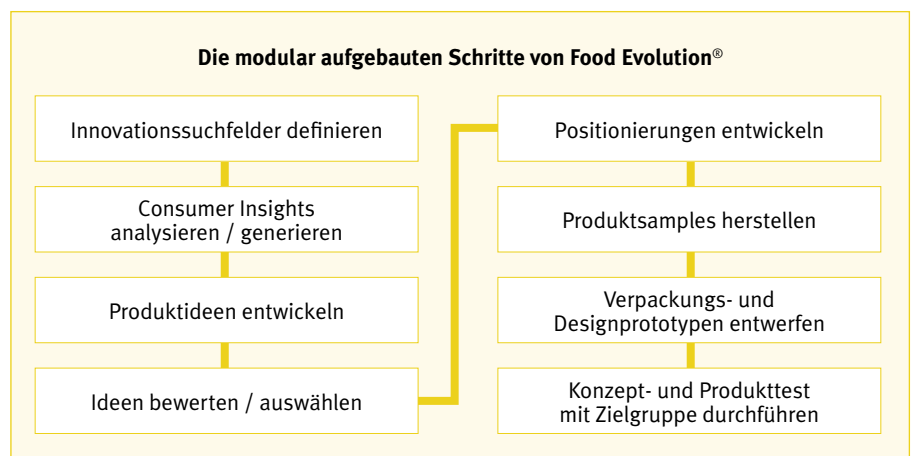 Die modular aufgebauten Schritte von Food Evolution®
Innovationssuchfelder definieren
Consumer Insights
analysieren / generieren
Produktideen entwickeln
Ideen bewerten / auswählen
Positionierungen entwickeln
Produktsamples herstellen
Verpackungs- und
Designprototypen entwerfen
Konzept- und Produkttest
mit Zielgruppe durchführen